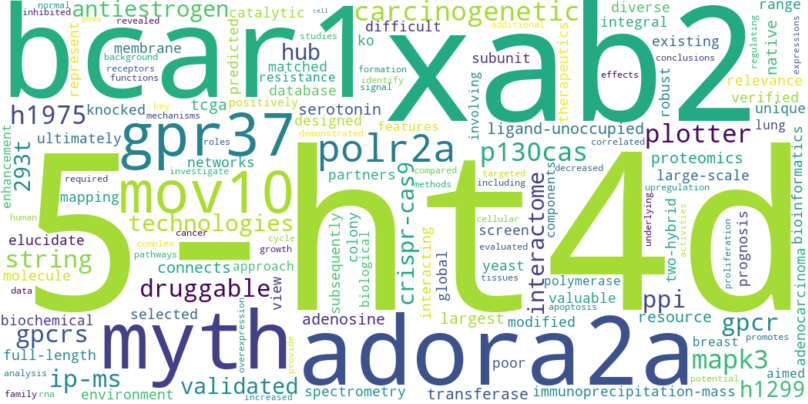 normal genes cell range
inhibited antiestrogen catalytic carcinogenetic diverse
revealed studies additional integral
represent background membrane predicted hub ko difficult therapeutics existing native regulating expressions
bcar1xab2
receptors matched formation subunit effects conclusions
functions resistance identify signal involving robust relevance
tcga database key verified
h1975 knocked positively mechanisms serotonin demonstrated correlated unique
gpr37 designed features ligand-unoccupied plotter lung
enhancement 293t ultimately roles polr2a p130cas proteomics bioinformatics
required networks investigate partners compared targeted decreased large-scale
mapping mov10 methods including upregulation
human technologies subsequently colony biological crispr-cas9 interacting global screen cellular interactome components underlying two-hybrid activities proliferation prognosis adenocarcinoma
5-ht4d
elucidate cancer cycle evaluated
string complex growth yeast tissues
pathways connects approach
molecule druggable view polymerase
data selected overexpression largest valuable apoptosis ppi resource
biochemical myth adenosine modified gpcr breast
gpcrs adora2a
full-length provide poor mapk3 aimed
analysis ip-ms validated transferase potential h1299
family rna environment increased spectrometry immunoprecipitation-mass promotes